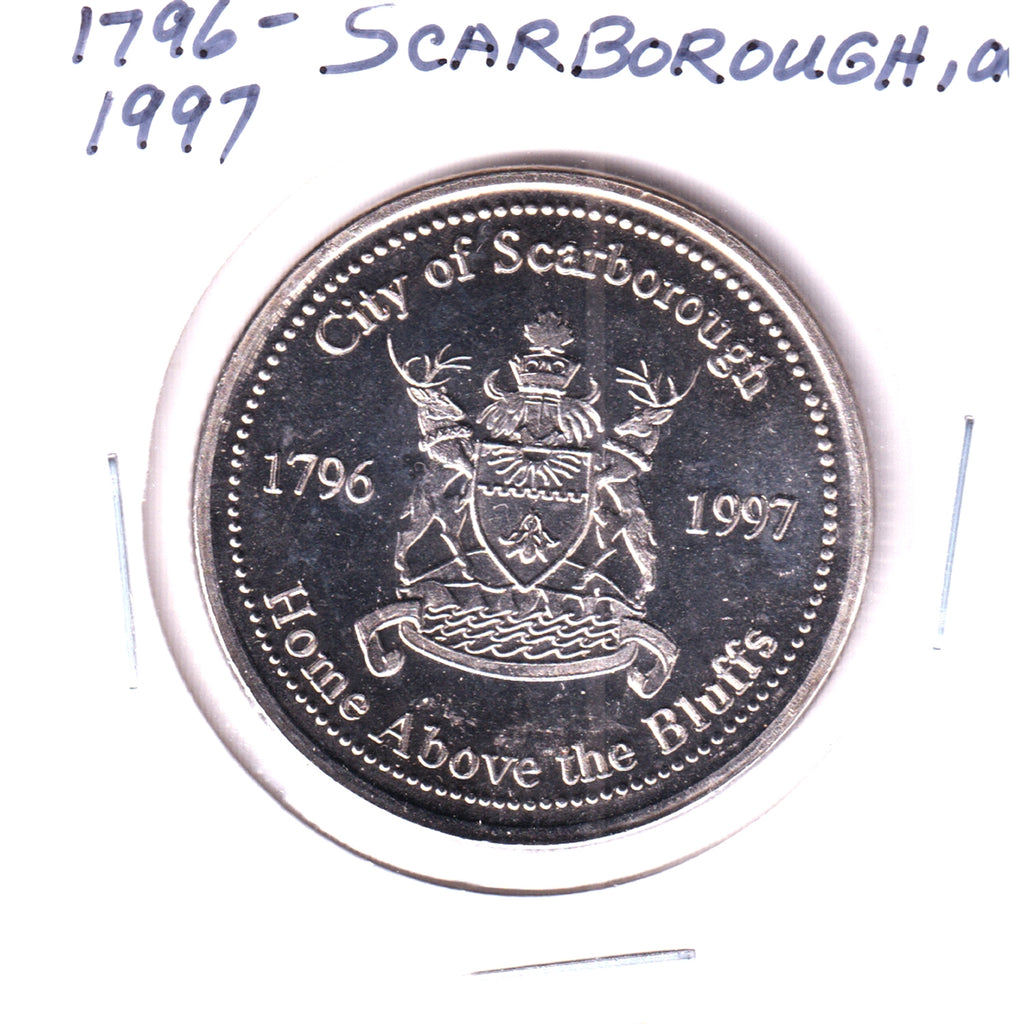 1796 - SCARBOROUGH,
1997
City of Scarborough
1796
1997
Home Above the Bluffs